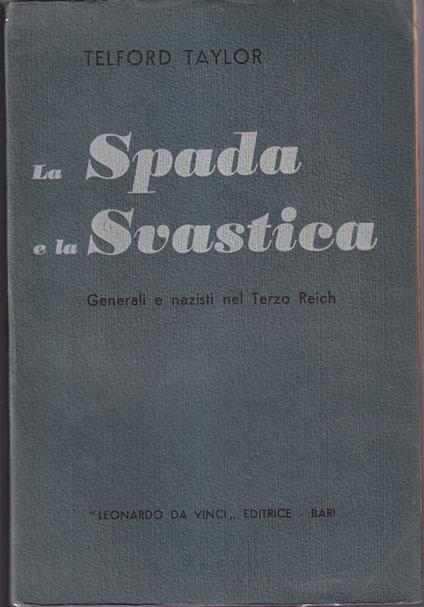 TELFORD TAYLOR
La Spada
e la Svastica
Generali e nazisti nel Terzo Reich
"LEONARDO DA VINCI„ EDITRICE - BARI